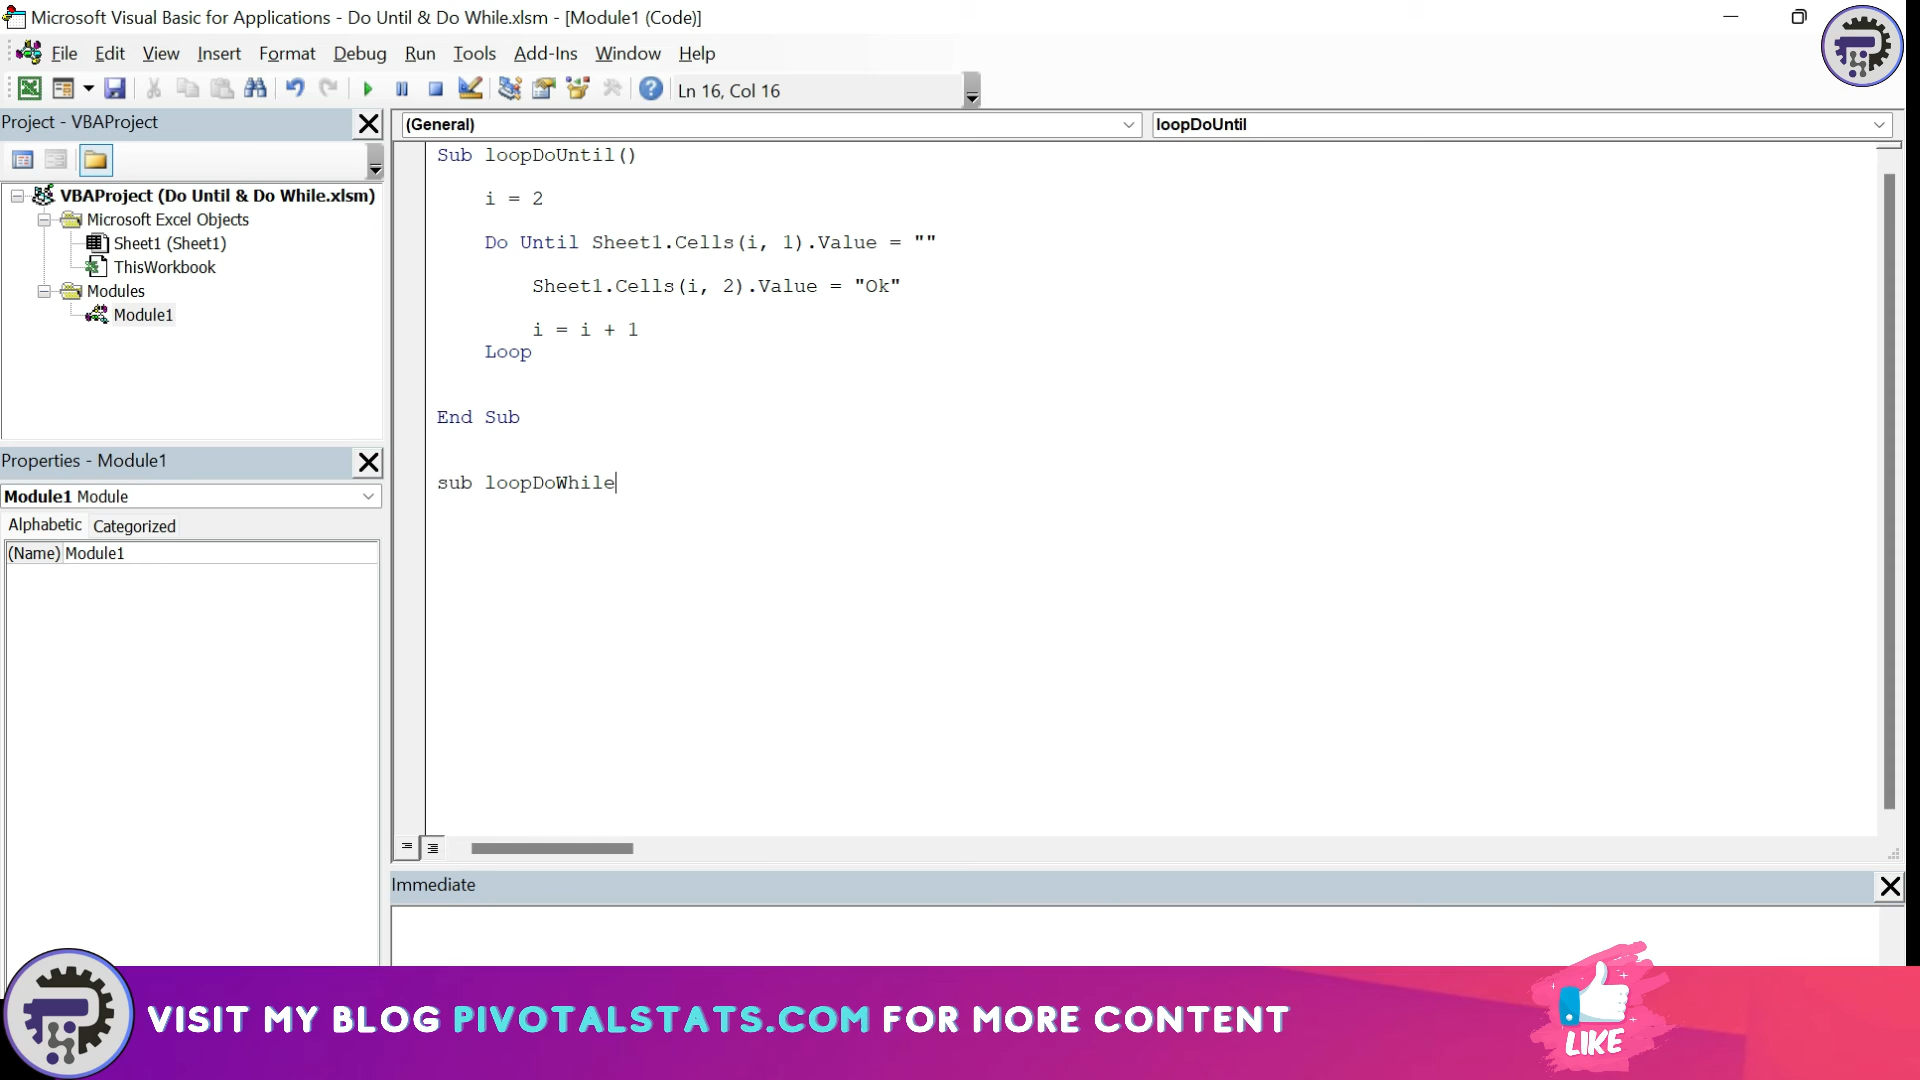 Microsoft Visual Basic for Applications - Do Until & Do While.xlsm - [Module1 (Code)]
File Edit View Insert Format Debug Run Tools Add-Ins Window Help
Ln 16, Col 16
Project - VBAProject
(General)
loopDoUntil
VBAProject (Do Until & Do While.xlsm)
Microsoft Excel Objects
Sheet1 (Sheet1)
ThisWorkbook
Modules
Module1
Sub loopDoUntil()
i = 2
Do Until Sheet1.Cells(i, 1).Value = ""
Sheet1.Cells(i, 2).Value = "Ok"
i = i + 1
Loop
End Sub
sub loopDoWhile
Properties - Module1
Module1 Module
Alphabetic Categorized
(Name) Module1
Immediate
VISIT MY BLOG PIVOTALSTATS.COM FOR MORE CONTENT
LIKE